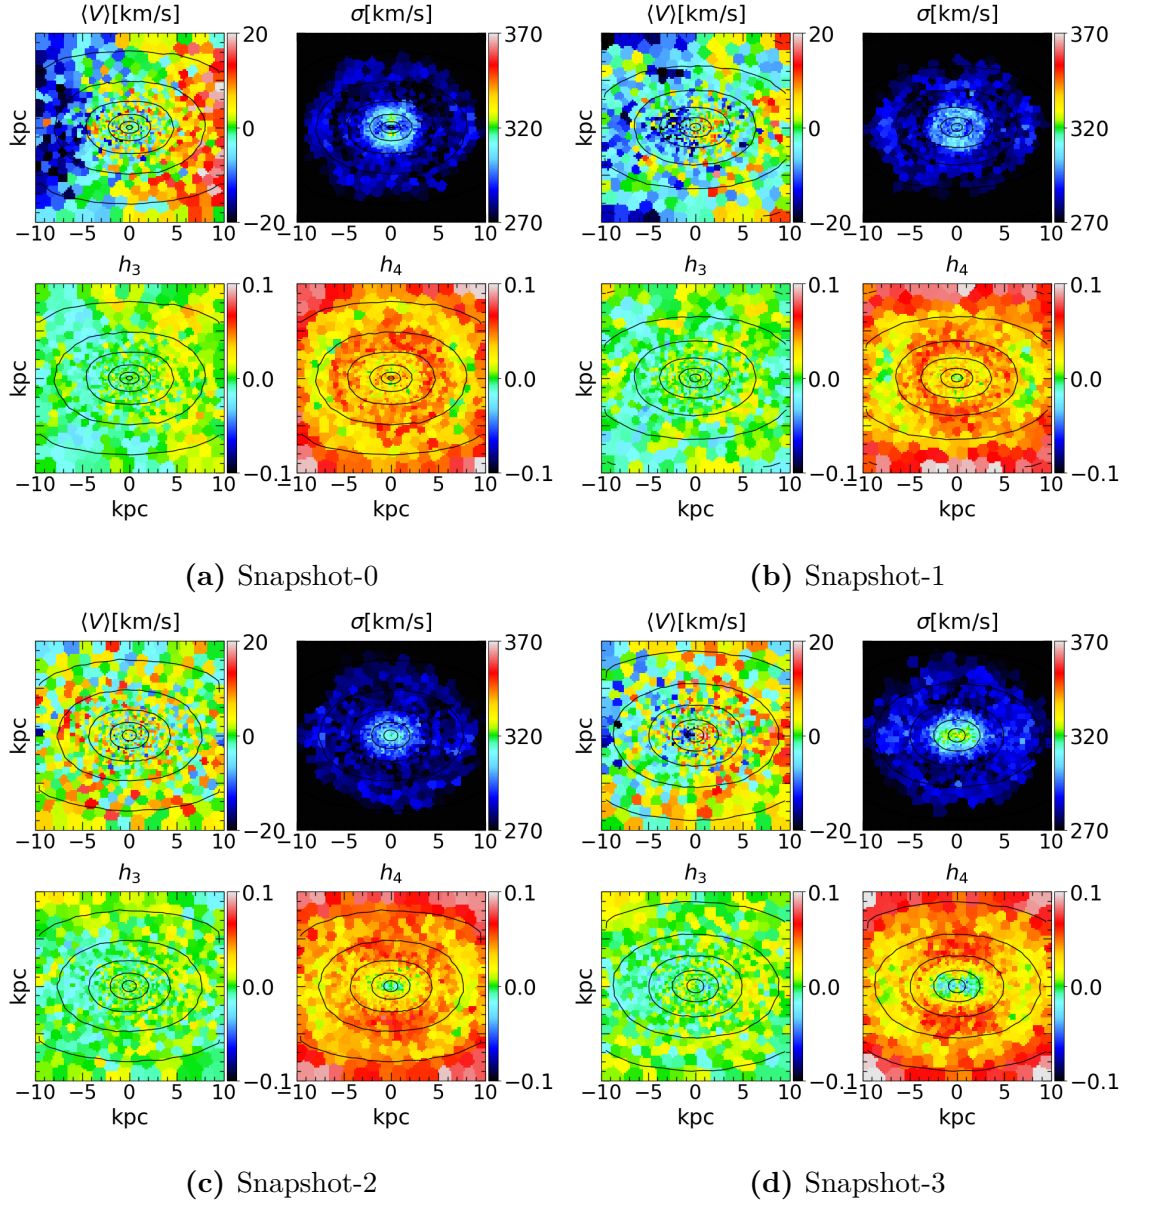 ⟨V⟩[km/s] σ[km/s] ⟨V⟩[km/s] σ[km/s]
20 370 20 370
kpc 0 320 kpc 0 320
−20 270 −20 270
−10 −5 0 5 10 −10 −5 0 5 10 −10 −5 0 5 10 −10 −5 0 5 10
h3 h4 h3 h4
0.1 0.1 0.1 0.1
kpc 0.0 0.0 kpc 0.0 0.0
−0.1 −0.1 −0.1 −0.1
−10 −5 0 5 10 −10 −5 0 5 10 −10 −5 0 5 10 −10 −5 0 5 10
kpc kpc kpc kpc
(a) Snapshot-0 (b) Snapshot-1
⟨V⟩[km/s] σ[km/s] ⟨V⟩[km/s] σ[km/s]
20 370 20 370
kpc 0 320 kpc 0 320
−20 270 −20 270
−10 −5 0 5 10 −10 −5 0 5 10 −10 −5 0 5 10 −10 −5 0 5 10
h3 h4 h3 h4
0.1 0.1 0.1 0.1
kpc 0.0 0.0 kpc 0.0 0.0
−0.1 −0.1 −0.1 −0.1
−10 −5 0 5 10 −10 −5 0 5 10 −10 −5 0 5 10 −10 −5 0 5 10
kpc kpc kpc kpc
(c) Snapshot-2 (d) Snapshot-3